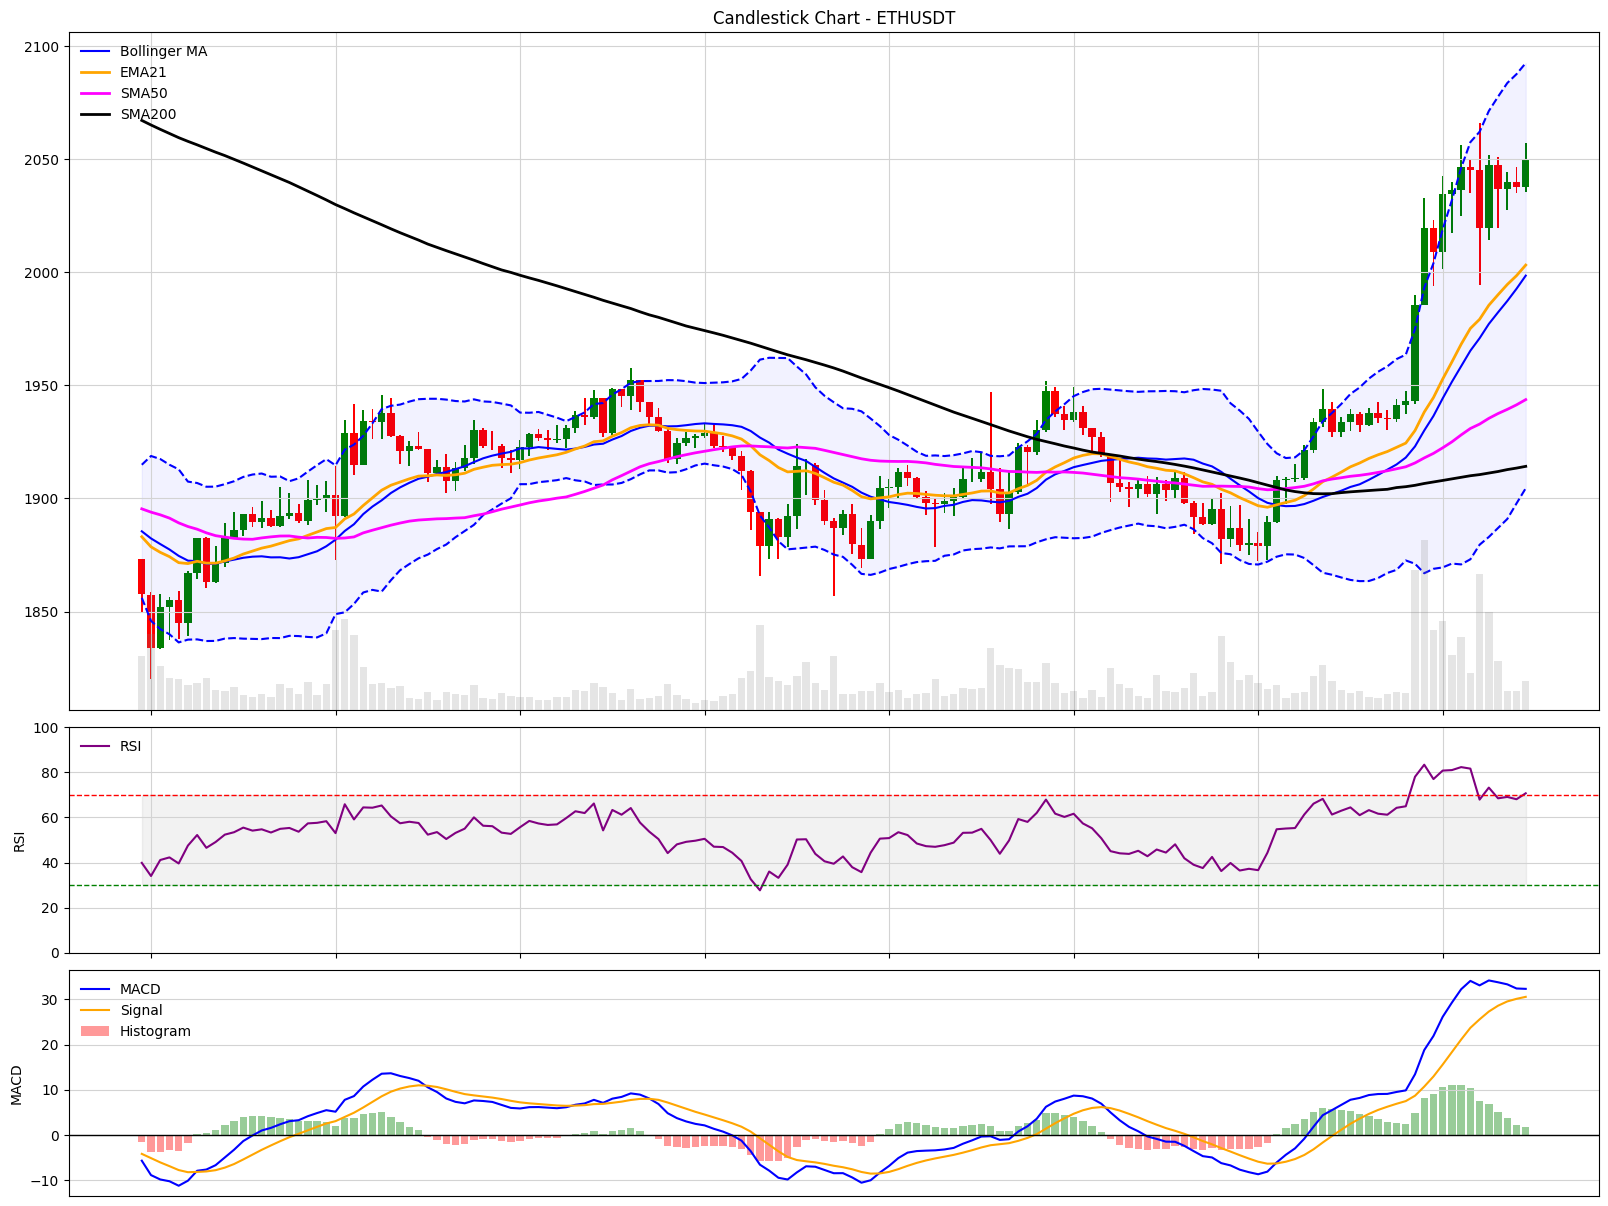 Candlestick Chart - ETHUSDT
Bollinger MA
EMA21
SMA50
SMA200
2100
2050
2000
1950
1900
1850
RSI
100
80
60
40
20
0
RSI
MACD
Signal
Histogram
30
20
10
0
−10
MACD